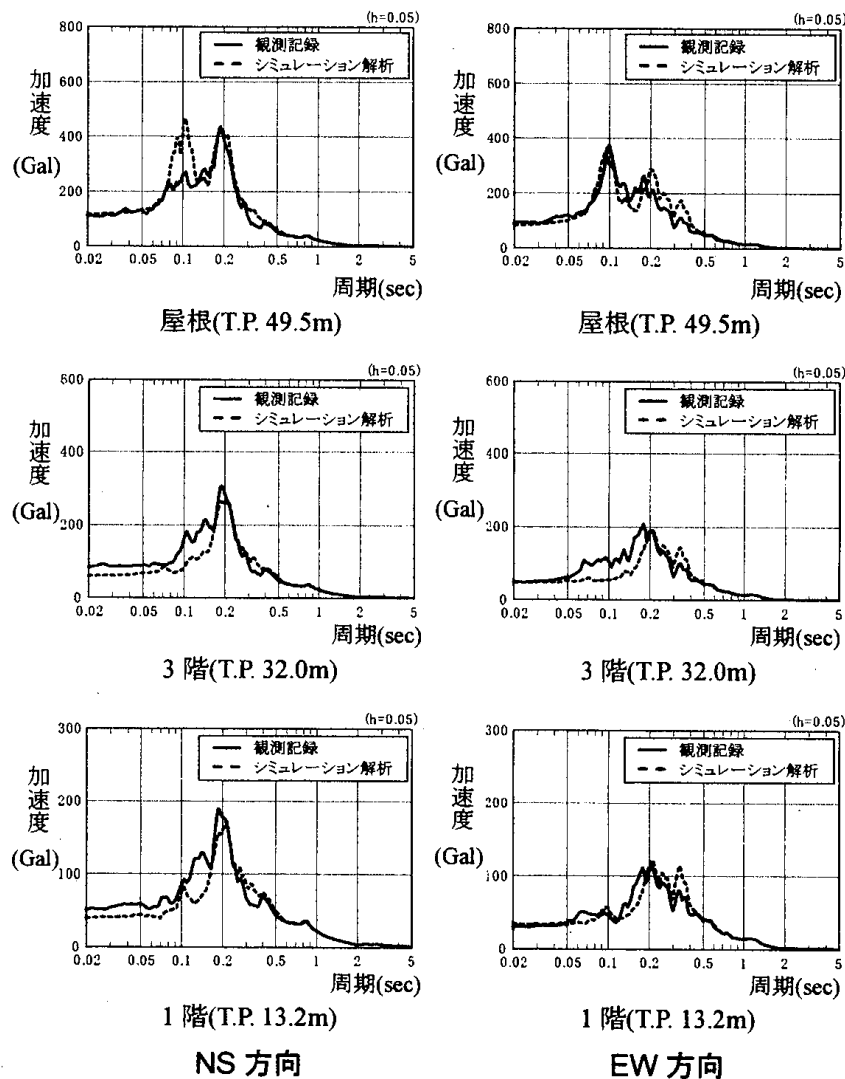 (h=0.05)
800
600
400
200
0
加速度
(Gal)
観測記録
シミュレーション解析
0.02 0.05 0.1 0.2 0.5 1 2 5
周期(sec)
屋根(T.P. 49.5m)
(h=0.05)
800
600
400
200
0
加速度
(Gal)
観測記録
シミュレーション解析
0.02 0.05 0.1 0.2 0.5 1 2 5
周期(sec)
屋根(T.P. 49.5m)
(h=0.05)
600
400
200
0
加速度
(Gal)
観測記録
シミュレーション解析
0.02 0.05 0.1 0.2 0.5 1 2 5
周期(sec)
3 階(T.P. 32.0m)
(h=0.05)
600
400
200
0
加速度
(Gal)
観測記録
シミュレーション解析
0.02 0.05 0.1 0.2 0.5 1 2 5
周期(sec)
3 階(T.P. 32.0m)
(h=0.05)
300
200
100
0
加速度
(Gal)
観測記録
シミュレーション解析
0.02 0.05 0.1 0.2 0.5 1 2 5
周期(sec)
1 階(T.P. 13.2m)
(h=0.05)
300
200
100
0
加速度
(Gal)
観測記録
シミュレーション解析
0.02 0.05 0.1 0.2 0.5 1 2 5
周期(sec)
1 階(T.P. 13.2m)
NS 方向
EW 方向